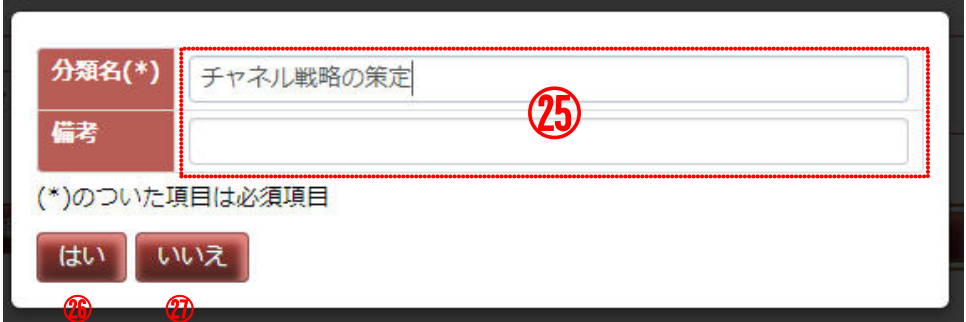 分類名(*) チャネル戦略の策定
㉕
備考
(*)のついた項目は必須項目
はい いいえ
㉖ ㉗